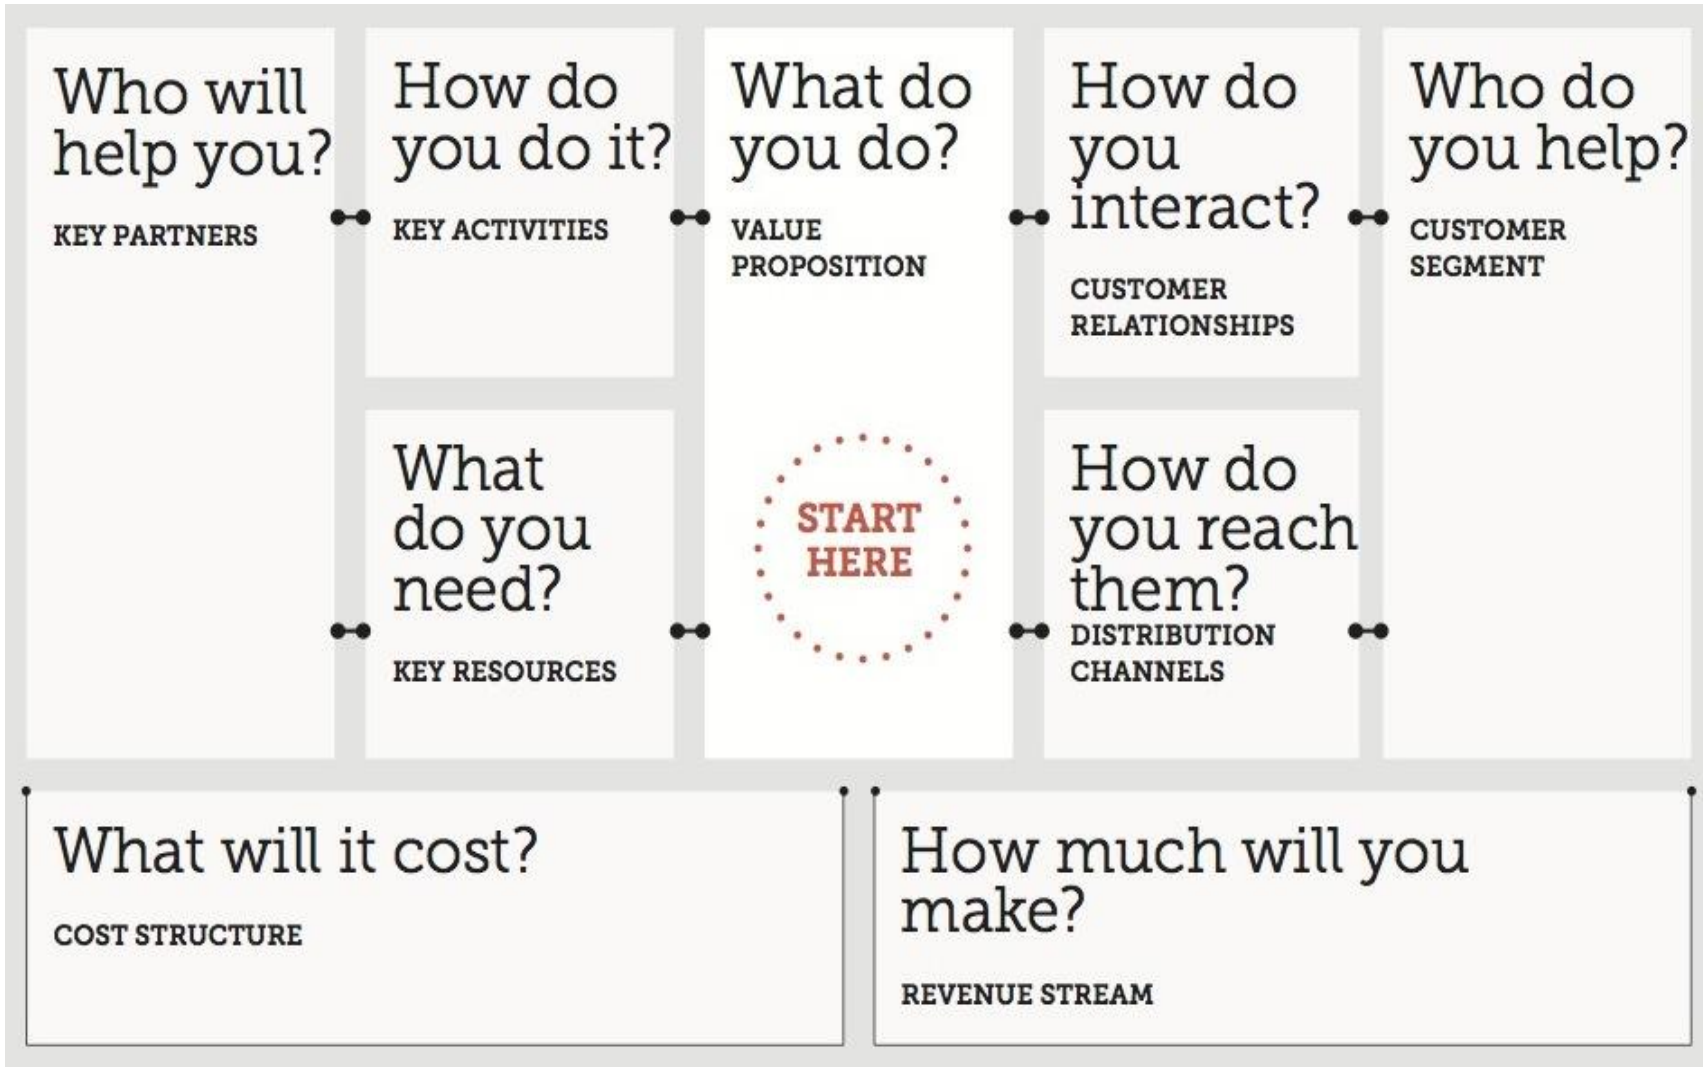 Who will
help you?
KEY PARTNERS
How do
you do it?
KEY ACTIVITIES
What
do you
need?
KEY RESOURCES
What do
you do?
VALUE
PROPOSITION
START
HERE
How do
you
interact?
CUSTOMER
RELATIONSHIPS
How do
you reach
them?
DISTRIBUTION
CHANNELS
Who do
you help?
CUSTOMER
SEGMENT
What will it cost?
COST STRUCTURE
How much will you
make?
REVENUE STREAM